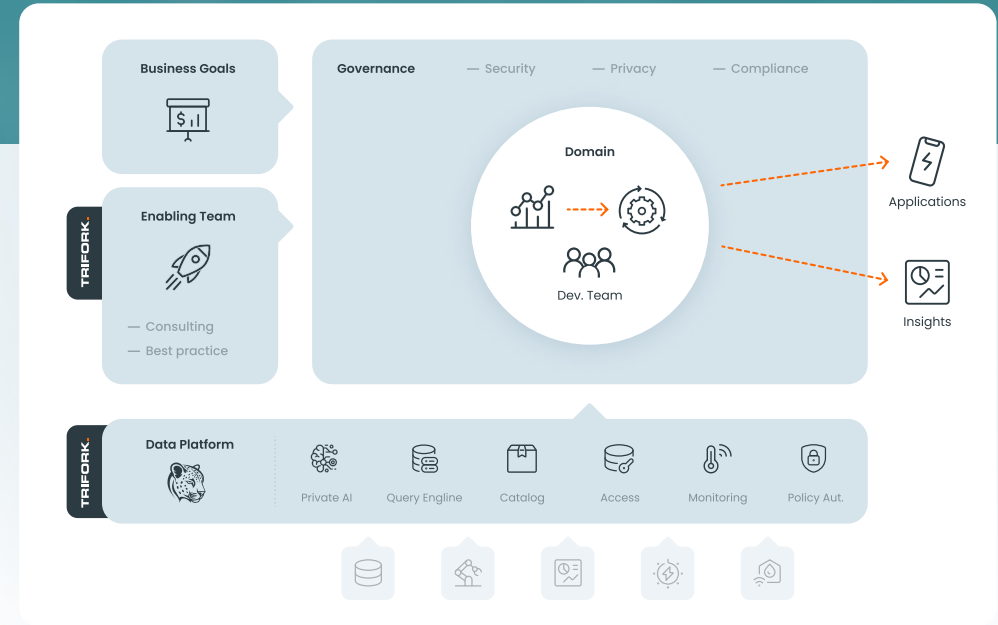 Business Goals
Governance
— Security
— Privacy
— Compliance
$
Domain
Dev. Team
Applications
Insights
TRIFORK.
Enabling Team
— Consulting
— Best practice
TRIFORK.
Data Platform
Private AI
Query Engline
Catalog
Access
Monitoring
Policy Aut.